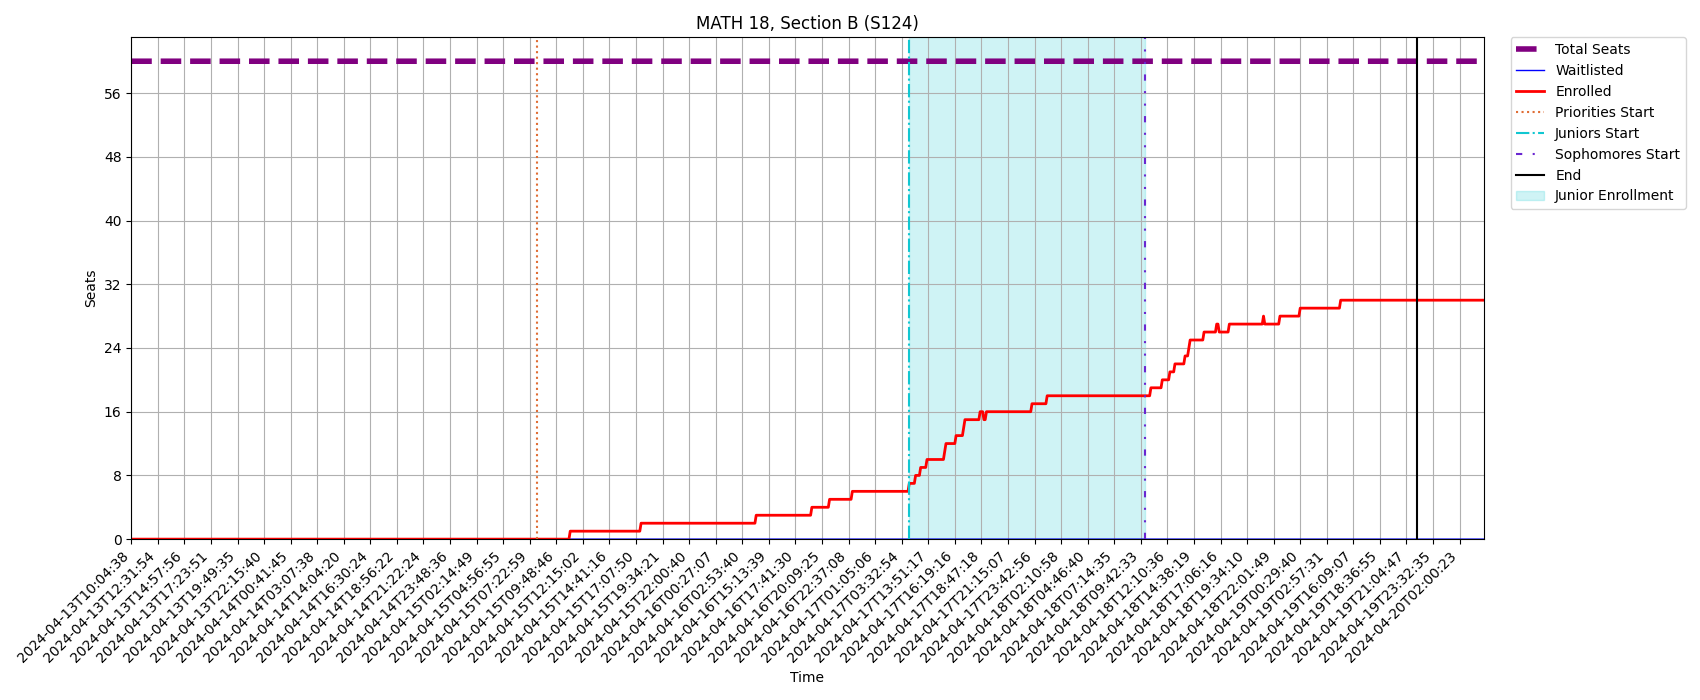 MATH 18, Section B (S124)
Total Seats
Waitlisted
Enrolled
Priorities Start
Juniors Start
Sophomores Start
End
Junior Enrollment
Seats
56
48
40
32
24
16
8
0
2024-04-13T10:04:38
2024-04-13T12:31:54
2024-04-13T14:57:56
2024-04-13T17:23:51
2024-04-13T19:49:35
2024-04-13T22:15:40
2024-04-14T00:41:45
2024-04-14T03:07:38
2024-04-14T14:04:20
2024-04-14T16:30:24
2024-04-14T18:56:22
2024-04-14T21:22:24
2024-04-14T23:48:36
2024-04-15T02:14:49
2024-04-15T04:56:55
2024-04-15T07:22:59
2024-04-15T09:48:46
2024-04-15T12:15:02
2024-04-15T14:41:16
2024-04-15T17:07:50
2024-04-15T19:34:21
2024-04-15T22:00:40
2024-04-16T00:27:07
2024-04-16T02:53:40
2024-04-16T15:13:39
2024-04-16T17:41:30
2024-04-16T20:09:25
2024-04-16T22:37:08
2024-04-17T01:05:06
2024-04-17T03:32:54
2024-04-17T13:51:17
2024-04-17T16:19:16
2024-04-17T18:47:18
2024-04-17T21:15:07
2024-04-17T23:42:56
2024-04-18T02:10:58
2024-04-18T04:46:40
2024-04-18T07:14:35
2024-04-18T09:42:33
2024-04-18T12:10:36
2024-04-18T14:38:19
2024-04-18T17:06:16
2024-04-18T19:34:10
2024-04-18T22:01:49
2024-04-19T00:29:40
2024-04-19T02:57:31
2024-04-19T16:09:07
2024-04-19T18:36:55
2024-04-19T21:04:47
2024-04-19T23:32:35
2024-04-20T02:00:23
Time